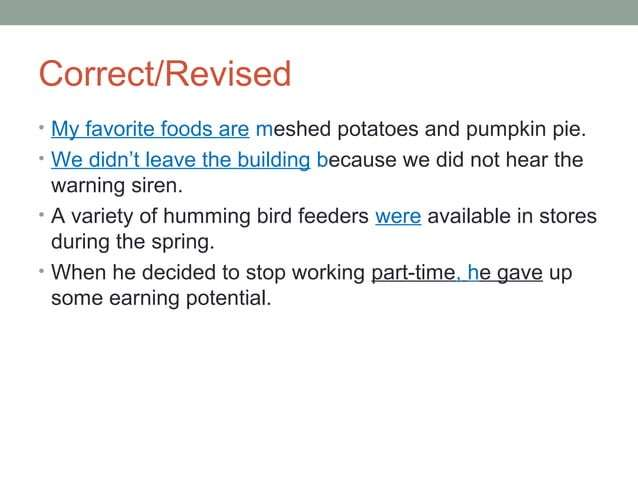 Correct/Revised
• My favorite foods are meshed potatoes and pumpkin pie.
• We didn’t leave the building because we did not hear the
warning siren.
• A variety of humming bird feeders were available in stores
during the spring.
• When he decided to stop working part-time, he gave up
some earning potential.